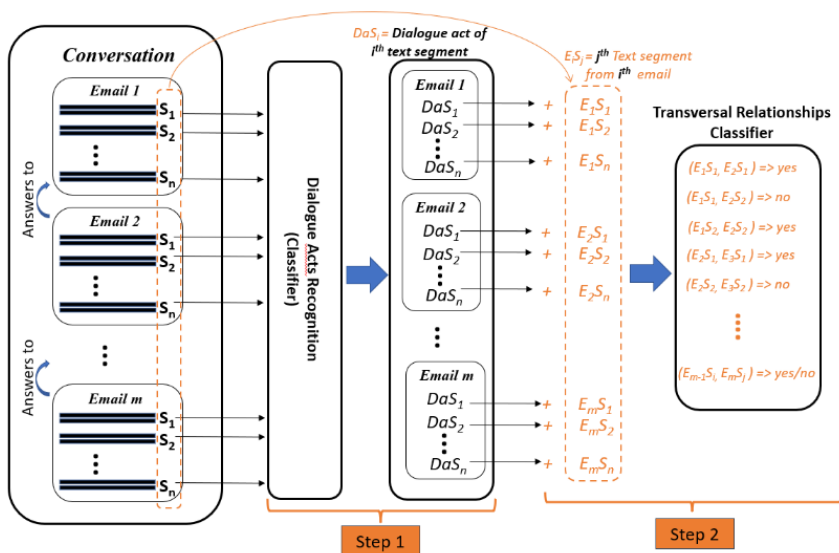 Conversation
Email 1
S1
S2
Sn
Answers to
Email 2
S1
S2
Sn
Answers to
Email m
S1
S2
Sn
Dialogue Acts Recognition
(Classifier)
DaSi = Dialogue act of
ith text segment
Email 1
DaS1
DaS2
DaSn
Email 2
DaS1
DaS2
DaSn
Email m
DaS1
DaS2
DaSn
Step 1
EiSj = jth Text segment
from ith email
+ E1S1
+ E1S2
+ E1Sn
+ E2S1
+ E2S2
+ E2Sn
+ EmS1
+ EmS2
+ EmSn
Transversal Relationships
Classifier
(E1S1, E2S1) => yes
(E1S1, E2S2) => no
(E1S2, E2S2) => yes
(E2S1, E3S1) => yes
(E2S2, E3S2) => no
(Em-1Si, EmSj) => yes/no
Step 2